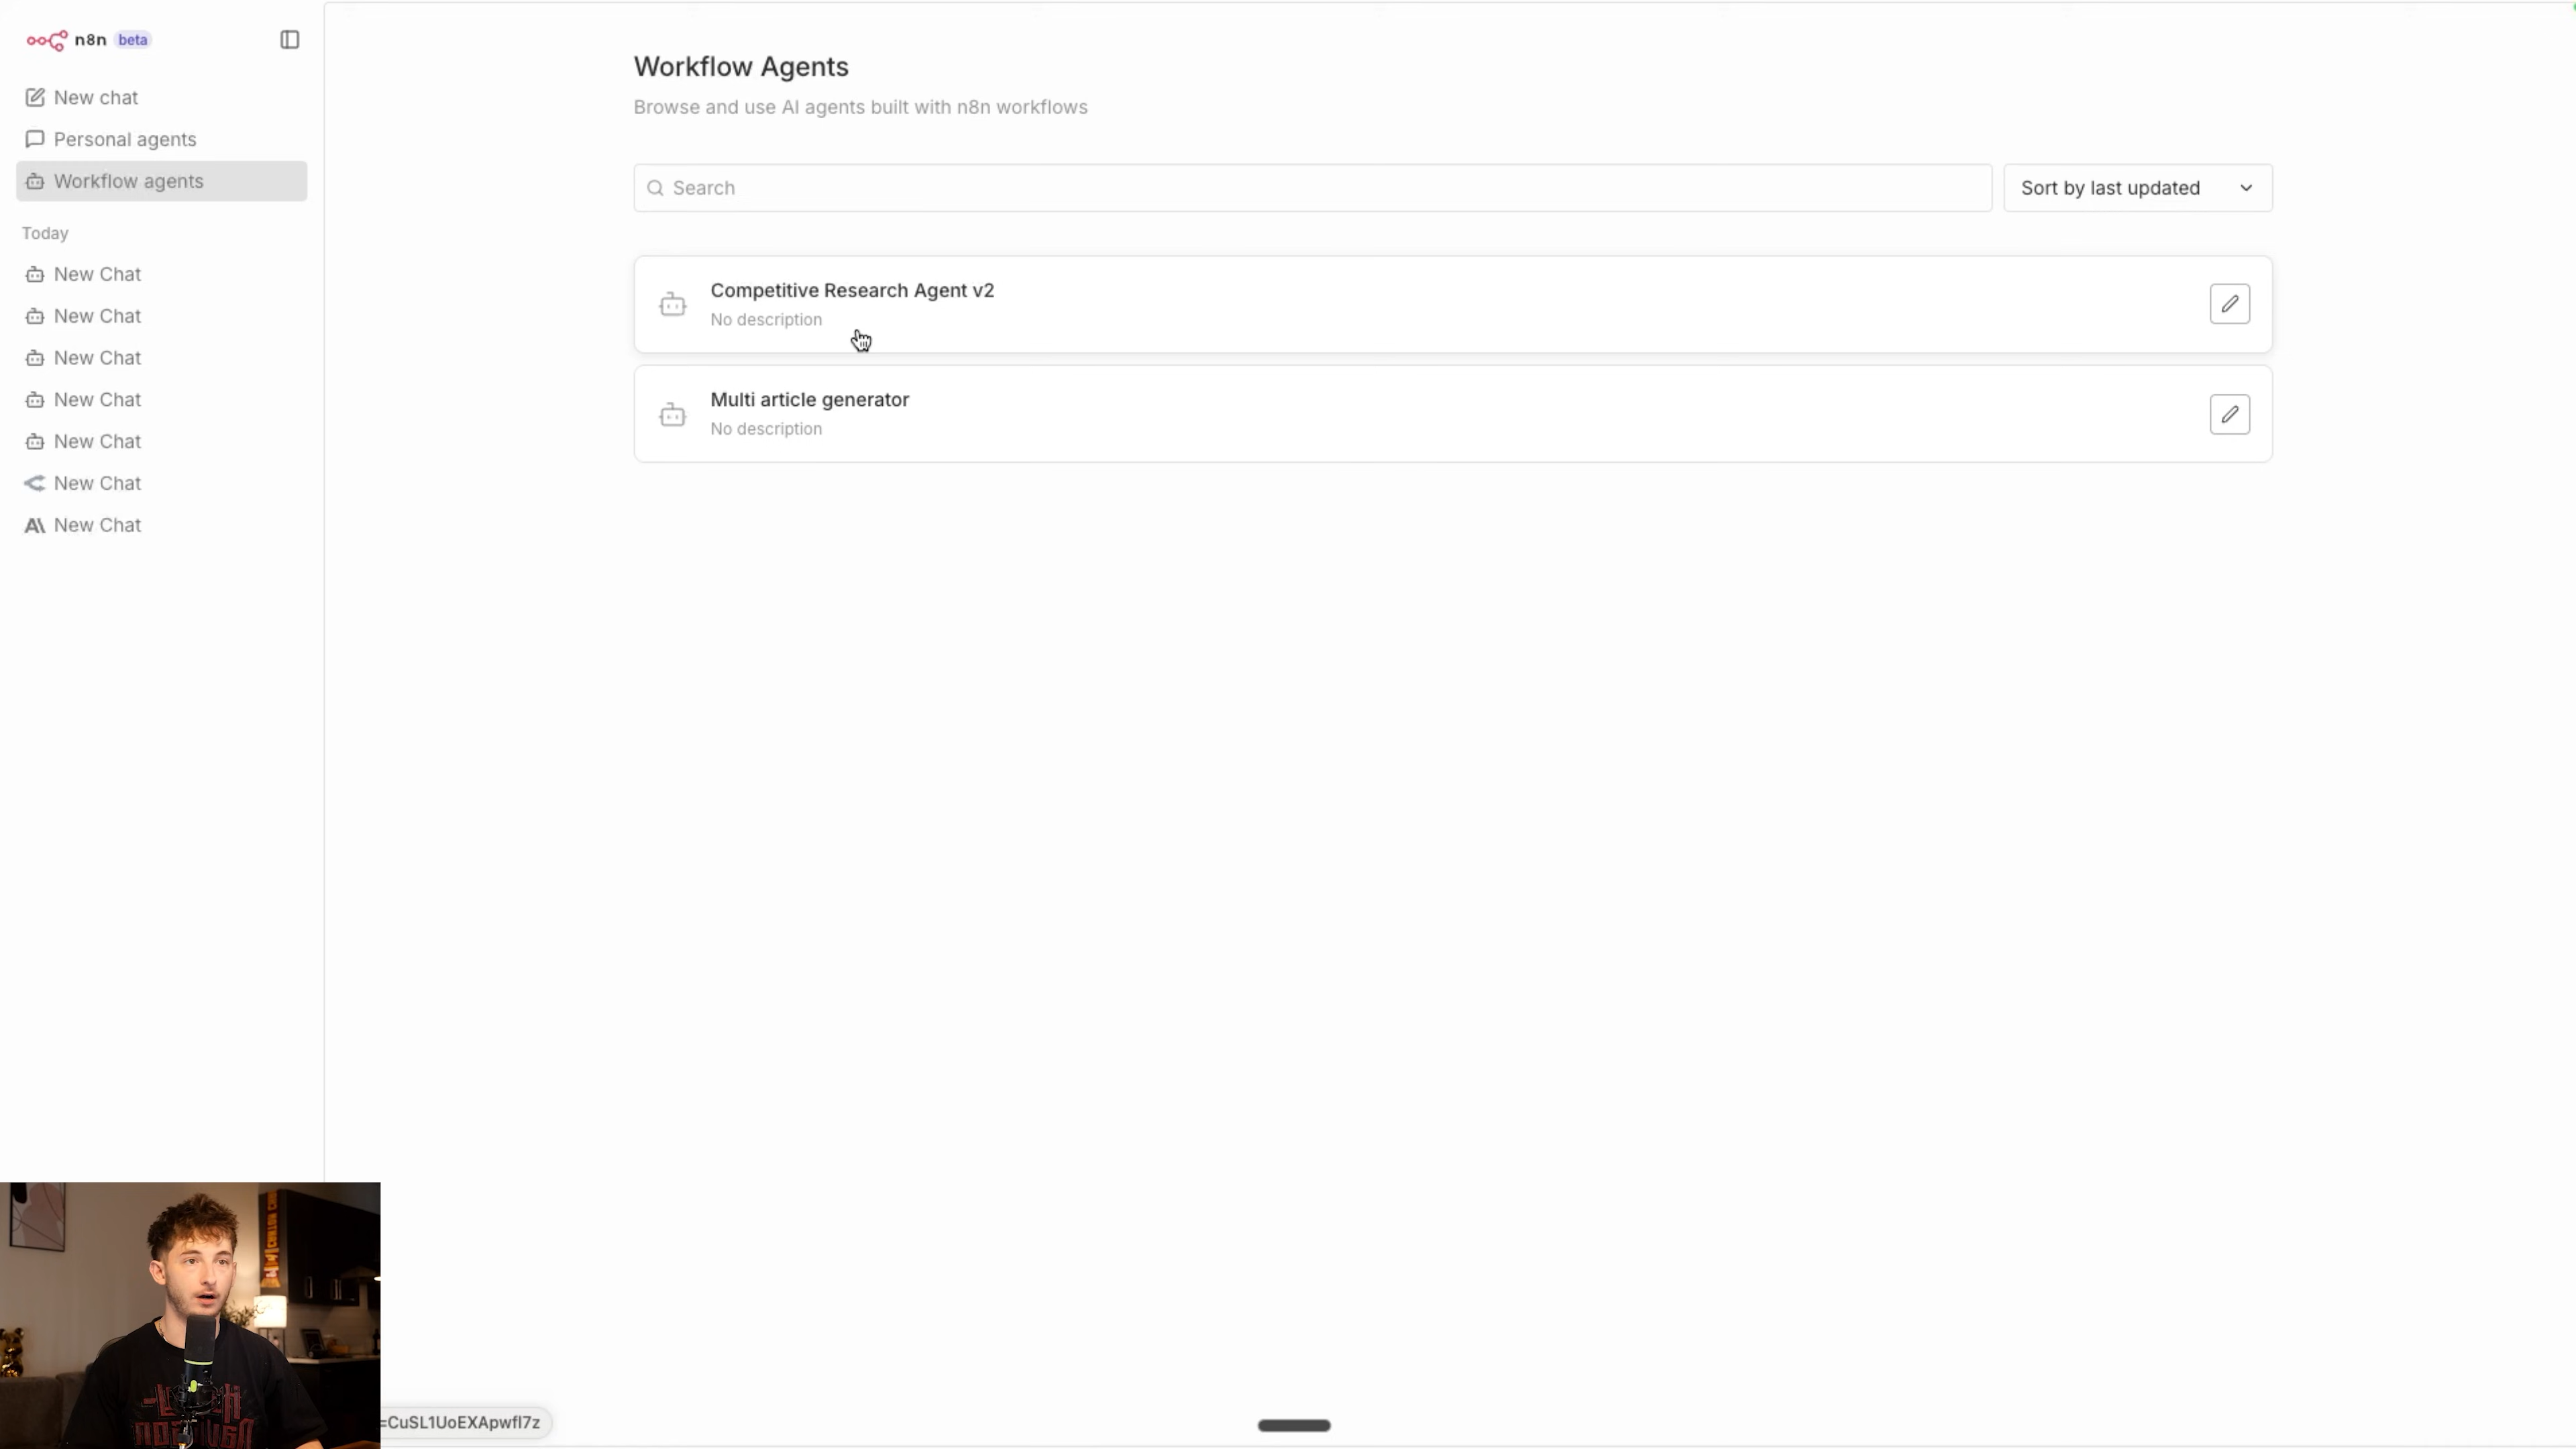 n8n beta
New chat
Personal agents
Workflow agents
Today
New Chat
New Chat
New Chat
New Chat
New Chat
New Chat
New Chat
Workflow Agents
Browse and use AI agents built with n8n workflows
Search
Sort by last updated
Competitive Research Agent v2
No description
Multi article generator
No description
=CuSL1UoEXApwfI7z